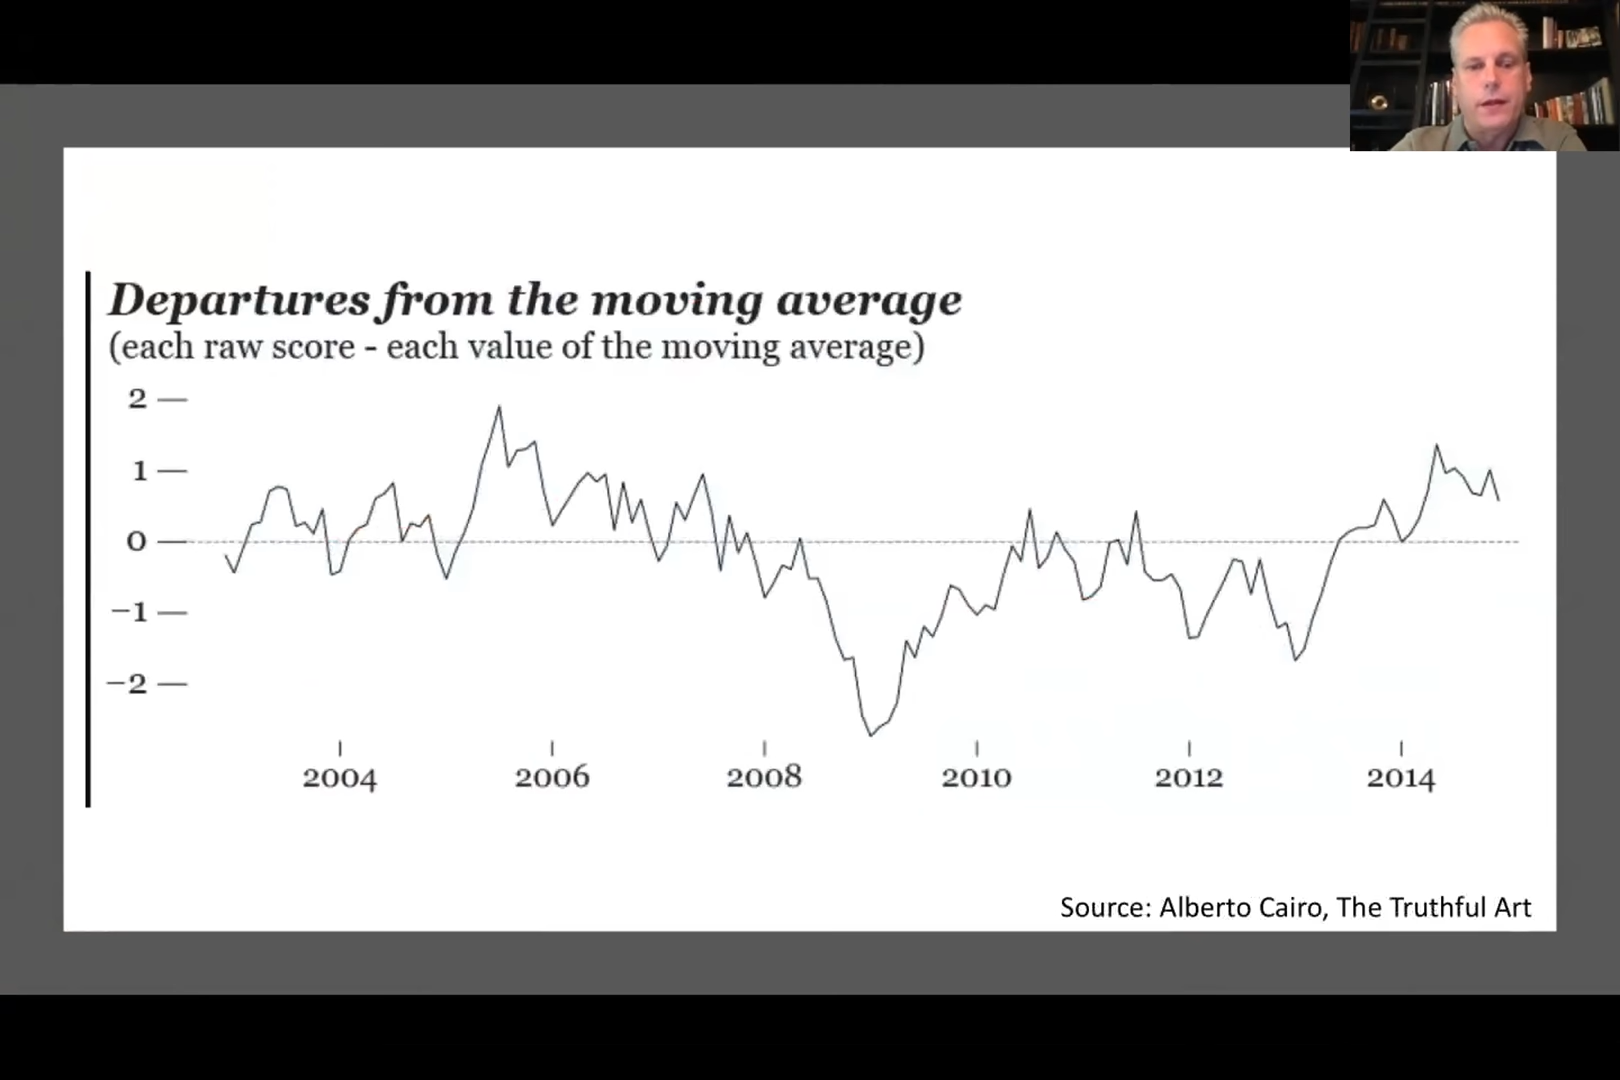 Departures from the moving average
(each raw score - each value of the moving average)
2
1
0
−1
−2
2004 2006 2008 2010 2012 2014
Source: Alberto Cairo, The Truthful Art